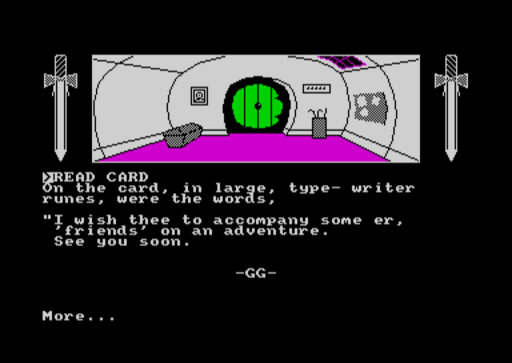 READ CARD
On the card, in large, type- writer
runes, were the words,
"I wish thee to accompany some er,
'friends' on an adventure.
See you soon.
-GG-
More...